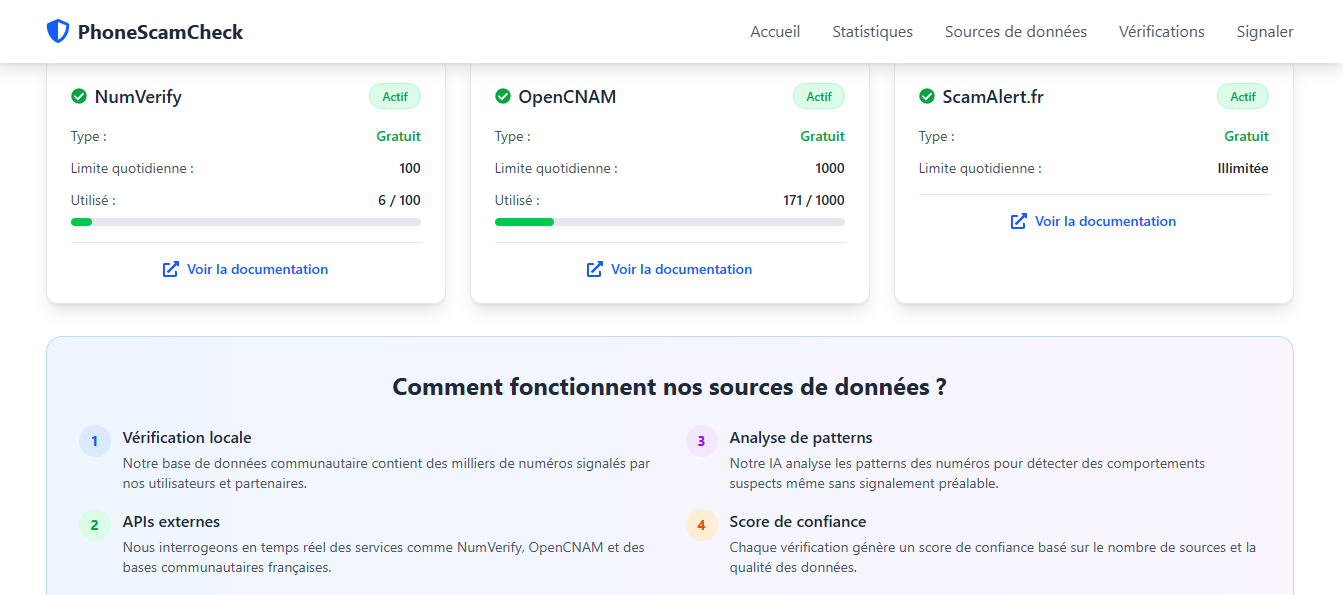 PhoneScamCheck
Accueil
Statistiques
Sources de données
Vérifications
Signaler
NumVerify
Actif
Type :
Gratuit
Limite quotidienne :
100
Utilisé :
6 / 100
Voir la documentation
OpenCNAM
Actif
Type :
Gratuit
Limite quotidienne :
1000
Utilisé :
171 / 1000
Voir la documentation
ScamAlert.fr
Actif
Type :
Gratuit
Limite quotidienne :
Illimitée
Voir la documentation
Comment fonctionnent nos sources de données ?
1
Vérification locale
Notre base de données communautaire contient des milliers de numéros signalés par
nos utilisateurs et partenaires.
2
APIs externes
Nous interrogeons en temps réel des services comme NumVerify, OpenCNAM et des
bases communautaires françaises.
3
Analyse de patterns
Notre IA analyse les patterns des numéros pour détecter des comportements
suspects même sans signalement préalable.
4
Score de confiance
Chaque vérification génère un score de confiance basé sur le nombre de sources et la
qualité des données.